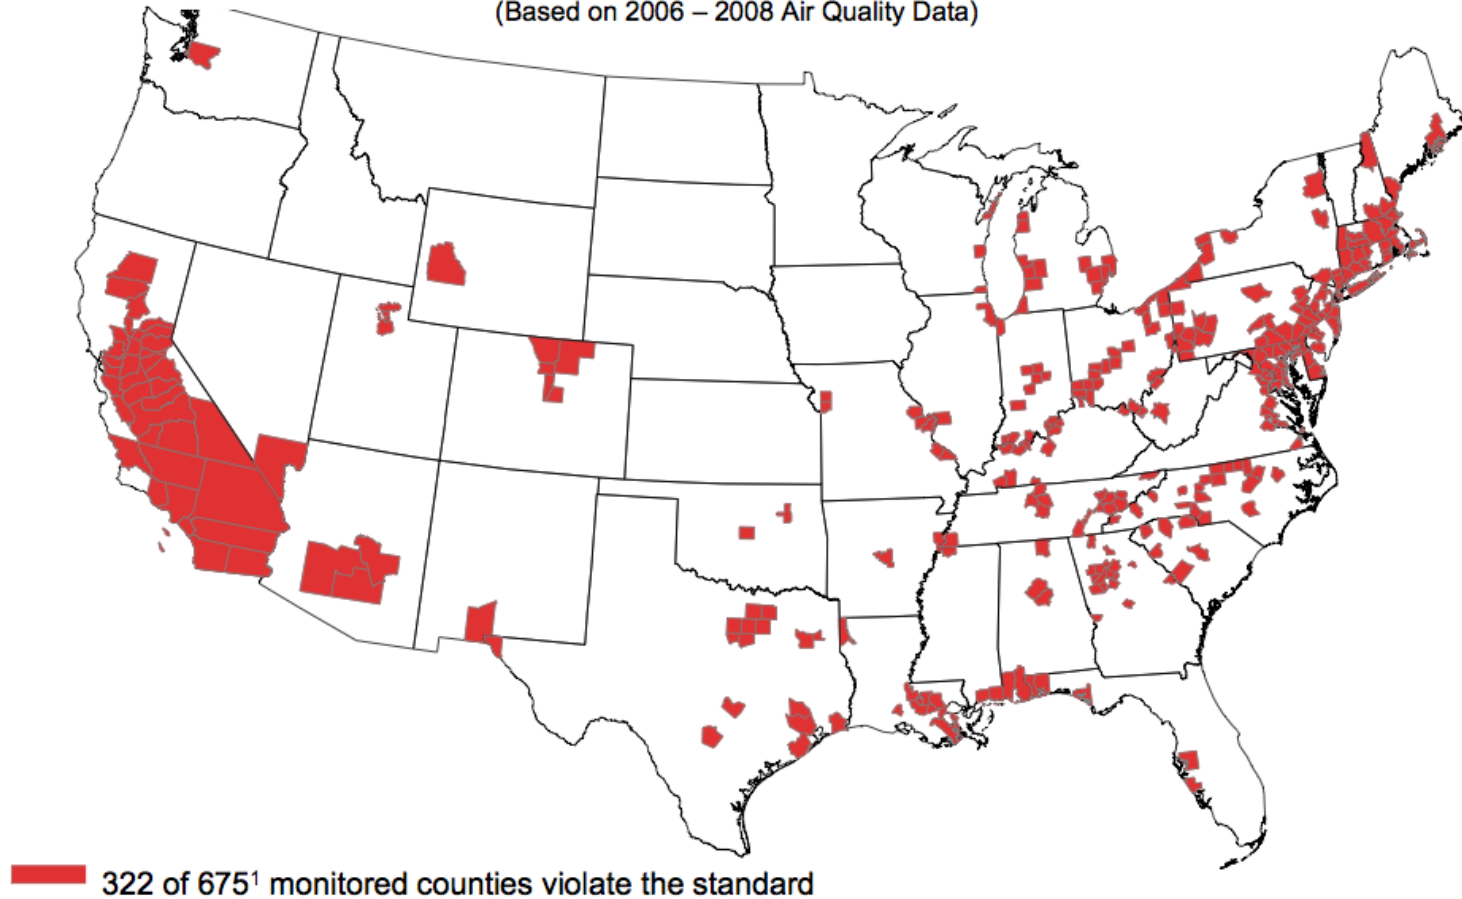 (Based on 2006 – 2008 Air Quality Data)
322 of 675¹ monitored counties violate the standard